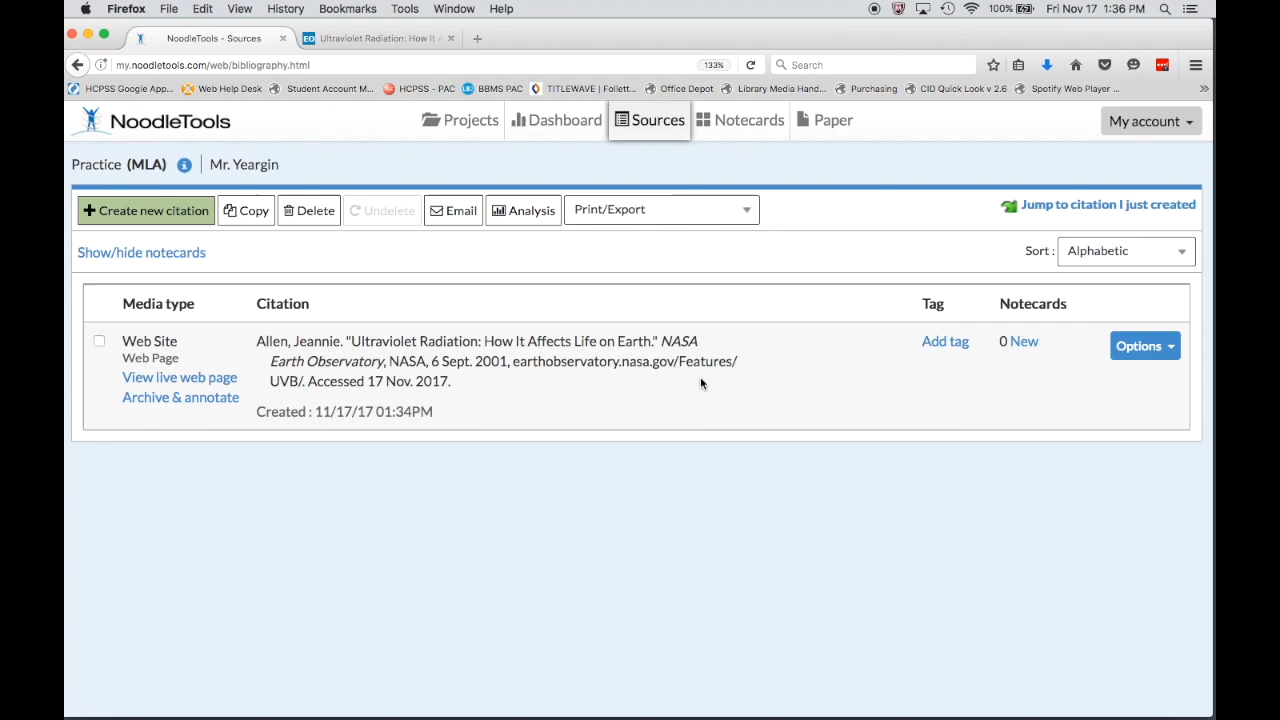 Firefox File Edit View History Bookmarks Tools Window Help 100% Fri Nov 17 1:36 PM
NoodleTools - Sources × EO Ultraviolet Radiation: How It A × +
my.noodletools.com/web/bibliography.html 133% Search
HCPSS Google App... Web Help Desk Student Account M... HCPSS - PAC BBMS PAC TITLEWAVE | Follett... Office Depot Library Media Hand... Purchasing CID Quick Look v 2.6 Spotify Web Player ... »
NoodleTools Projects Dashboard Sources Notecards Paper My account
Practice (MLA) Mr. Yeargin
Create new citation Copy Delete Undelete Email Analysis Print/Export Jump to citation I just created
Show/hide notecards Sort : Alphabetic
Media type Citation Tag Notecards
Web Site Allen, Jeannie. "Ultraviolet Radiation: How It Affects Life on Earth." NASA Add tag 0 New Options
Web Page Earth Observatory, NASA, 6 Sept. 2001, earthobservatory.nasa.gov/Features/
View live web page UVB/. Accessed 17 Nov. 2017.
Archive & annotate
Created : 11/17/17 01:34PM